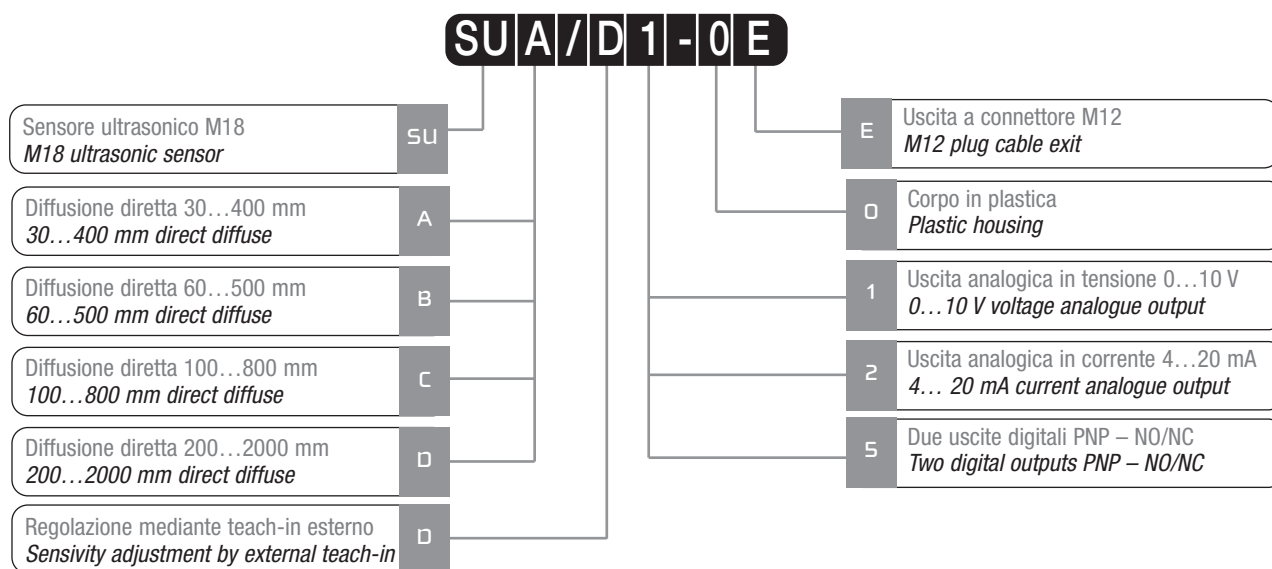 SUA/D1-0E
Sensore ultrasonico M18
M18 ultrasonic sensor
SU
Diffusione diretta 30…400 mm
30…400 mm direct diffuse
A
Diffusione diretta 60…500 mm
60…500 mm direct diffuse
B
Diffusione diretta 100…800 mm
100…800 mm direct diffuse
C
Diffusione diretta 200…2000 mm
200…2000 mm direct diffuse
D
Regolazione mediante teach-in esterno
Sensivity adjustment by external teach-in
D
E
Uscita a connettore M12
M12 plug cable exit
0
Corpo in plastica
Plastic housing
1
Uscita analogica in tensione 0…10 V
0…10 V voltage analogue output
2
Uscita analogica in corrente 4…20 mA
4… 20 mA current analogue output
5
Due uscite digitali PNP – NO/NC
Two digital outputs PNP – NO/NC